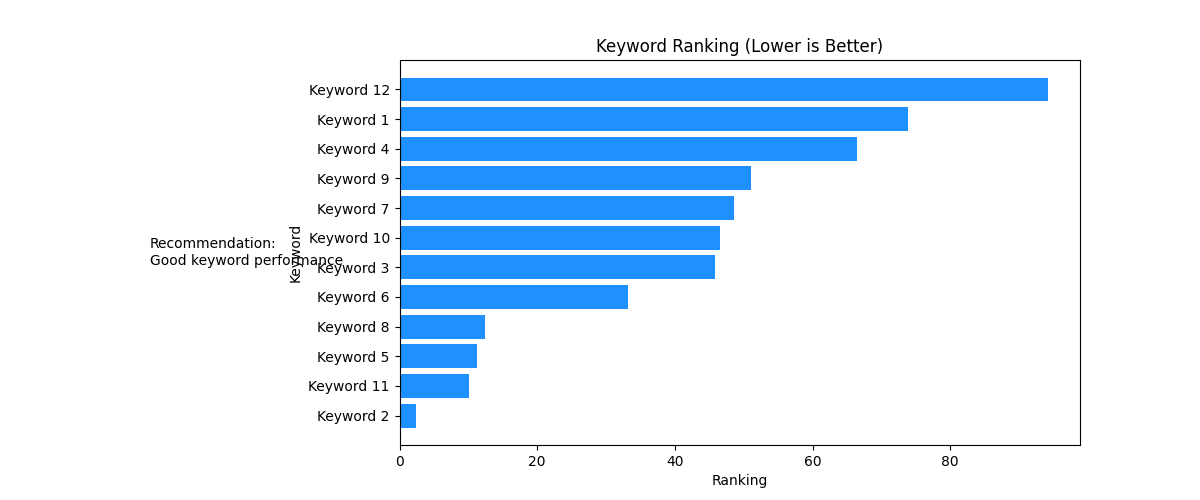 Keyword Ranking (Lower is Better)
Keyword 12
Keyword 1
Keyword 4
Keyword 9
Keyword 7
Keyword 10
Keyword 3
Keyword 6
Keyword 8
Keyword 5
Keyword 11
Keyword 2
Keyword
Recommendation:
Good keyword performance
0 20 40 60 80
Ranking